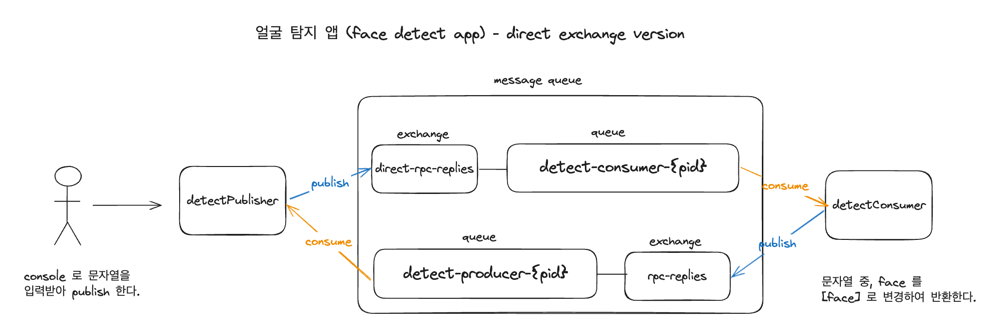 얼굴 탐지 앱 (face detect app) - direct exchange version
message queue
exchange
queue
direct-rpc-replies
detect-consumer-{pid}
publish
consume
detectPublisher
detectConsumer
consume
publish
queue
exchange
detect-producer-{pid}
rpc-replies
console 로 문자열을
입력받아 publish 한다.
문자열 중, face 를
[face] 로 변경하여 반환한다.